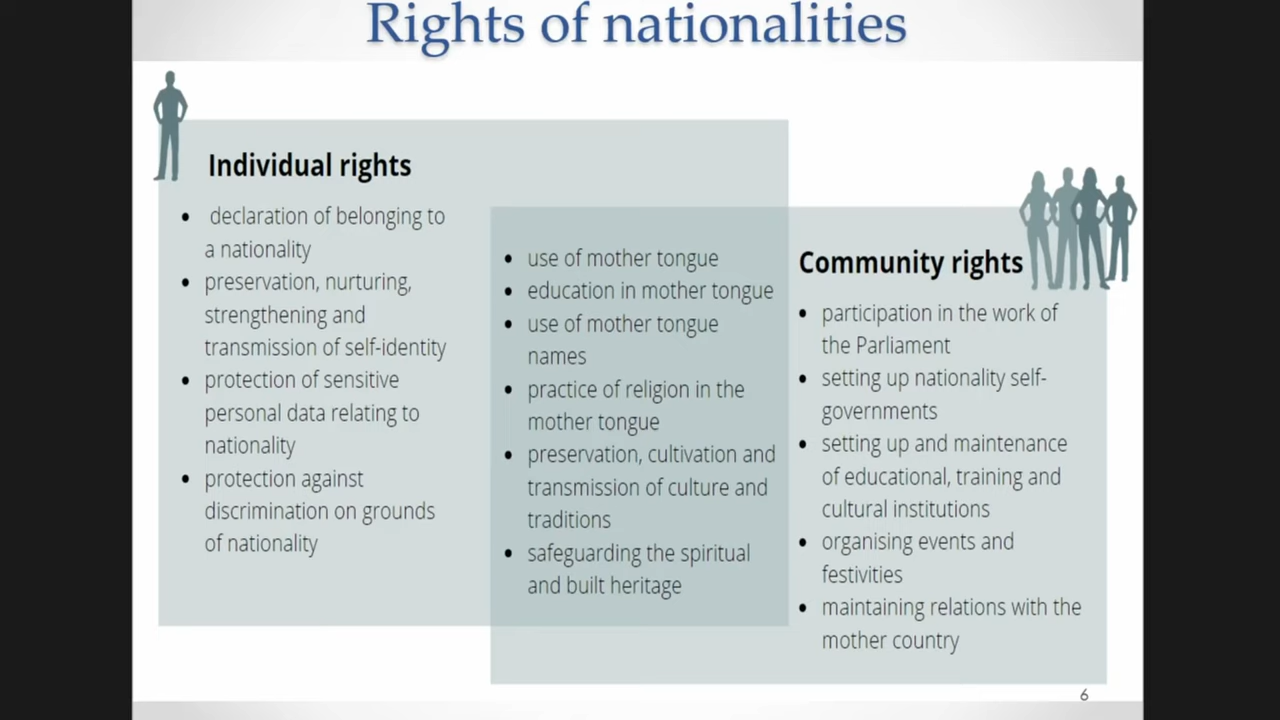 Rights of nationalities
Individual rights
• declaration of belonging to
a nationality
• preservation, nurturing,
strengthening and
transmission of self-identity
• protection of sensitive
personal data relating to
nationality
• protection against
discrimination on grounds
of nationality
• use of mother tongue
• education in mother tongue
• use of mother tongue
names
• practice of religion in the
mother tongue
• preservation, cultivation and
transmission of culture and
traditions
• safeguarding the spiritual
and built heritage
Community rights
• participation in the work of
the Parliament
• setting up nationality self-
governments
• setting up and maintenance
of educational, training and
cultural institutions
• organising events and
festivities
• maintaining relations with the
mother country
6